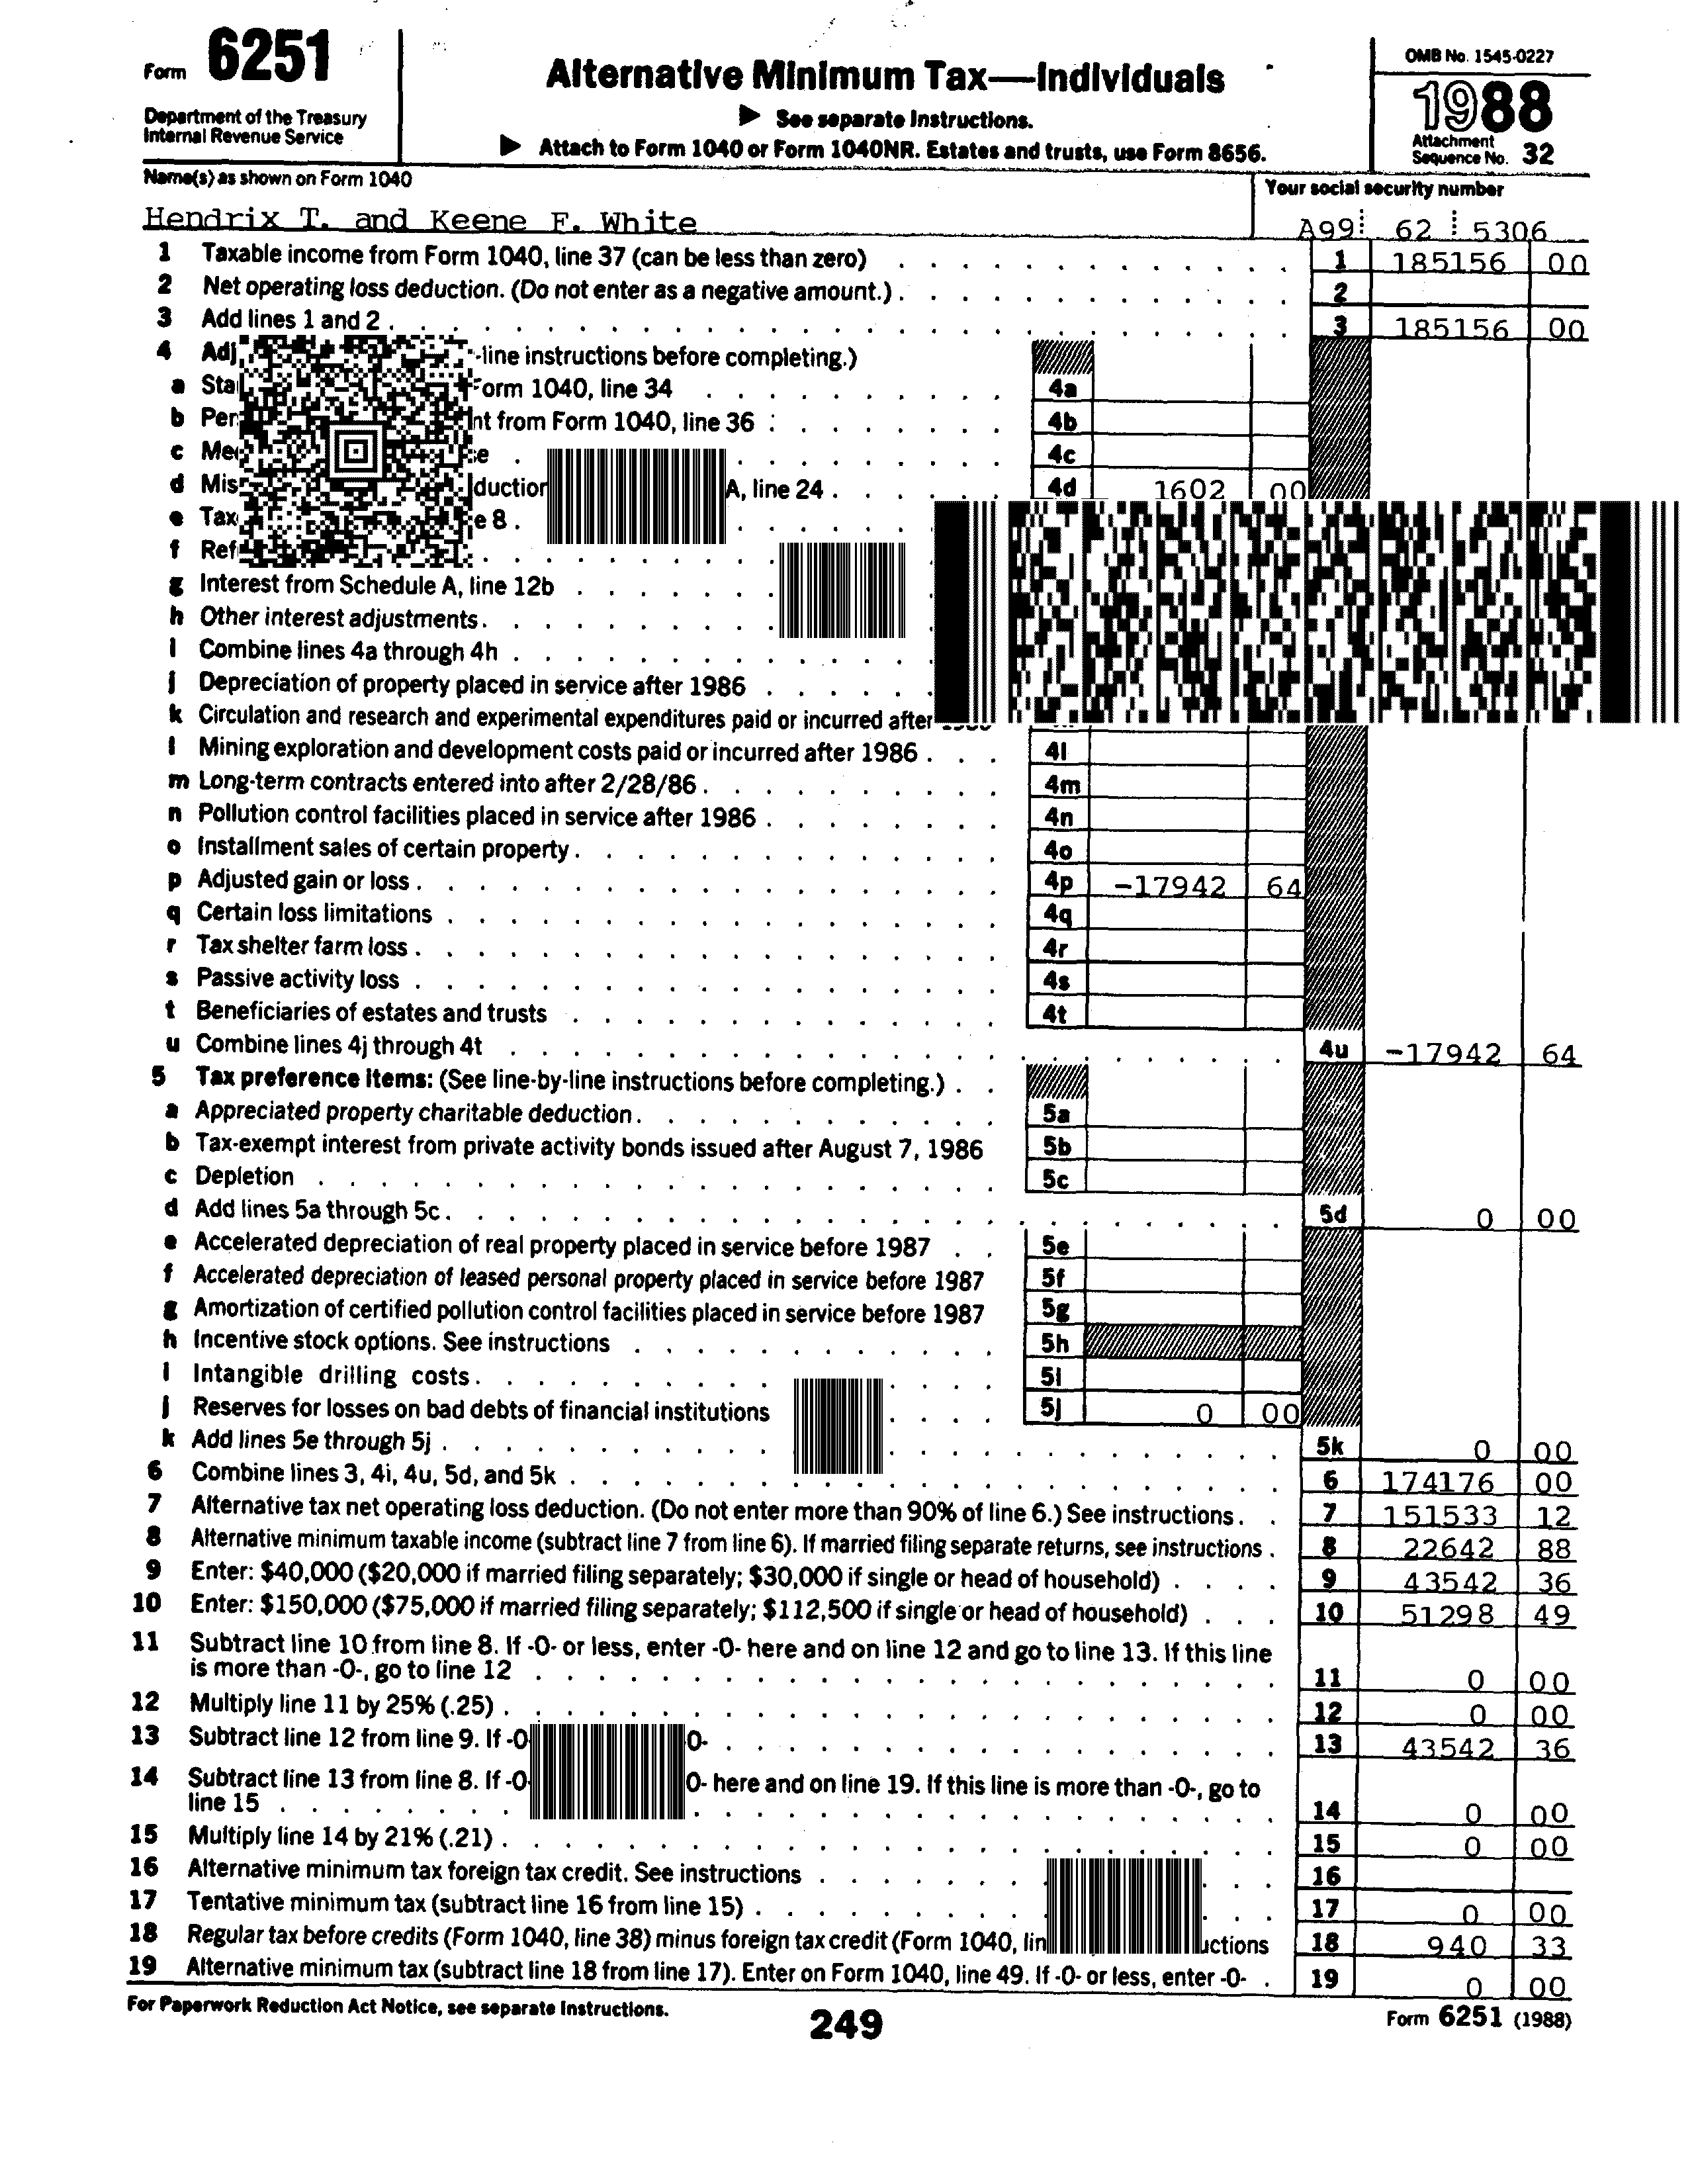 Form 6251
Department of the Treasury
Internal Revenue Service
Alternative Minimum Tax—Individuals
▶ See separate Instructions.
▶ Attach to Form 1040 or Form 1040NR. Estates and trusts, use Form 8656.
OMB No. 1545-0227
1988
Attachment
Sequence No. 32
Name(s) as shown on Form 1040
Your social security number
Hendrix T. and Keene F. White
A99 62 5306
1 Taxable income from Form 1040, line 37 (can be less than zero) 1 185156 00
2 Net operating loss deduction. (Do not enter as a negative amount.) 2
3 Add lines 1 and 2 3 185156 00
4 -line instructions before completing.)
a Form 1040, line 34 4a
b from Form 1040, line 36 4b
c 4c
d A, line 24 4d 1602 00
e 8
f
g Interest from Schedule A, line 12b
h Other interest adjustments
i Combine lines 4a through 4h
j Depreciation of property placed in service after 1986
k Circulation and research and experimental expenditures paid or incurred after
l Mining exploration and development costs paid or incurred after 1986 4l
m Long-term contracts entered into after 2/28/86 4m
n Pollution control facilities placed in service after 1986 4n
o Installment sales of certain property 4o
p Adjusted gain or loss 4p -17942 64
q Certain loss limitations 4q
r Tax shelter farm loss 4r
s Passive activity loss 4s
t Beneficiaries of estates and trusts 4t
u Combine lines 4j through 4t 4u -17942 64
5 Tax preference items: (See line-by-line instructions before completing.)
a Appreciated property charitable deduction 5a
b Tax-exempt interest from private activity bonds issued after August 7, 1986 5b
c Depletion 5c
d Add lines 5a through 5c 5d 0 00
e Accelerated depreciation of real property placed in service before 1987 5e
f Accelerated depreciation of leased personal property placed in service before 1987 5f
g Amortization of certified pollution control facilities placed in service before 1987 5g
h Incentive stock options. See instructions 5h
i Intangible drilling costs 5i
j Reserves for losses on bad debts of financial institutions 5j 0 00
k Add lines 5e through 5j 5k 0 00
6 Combine lines 3, 4i, 4u, 5d, and 5k 6 174176 00
7 Alternative tax net operating loss deduction. (Do not enter more than 90% of line 6.) See instructions 7 151533 12
8 Alternative minimum taxable income (subtract line 7 from line 6). If married filing separate returns, see instructions 8 22642 88
9 Enter: $40,000 ($20,000 if married filing separately; $30,000 if single or head of household) 9 43542 36
10 Enter: $150,000 ($75,000 if married filing separately; $112,500 if single or head of household) 10 51298 49
11 Subtract line 10 from line 8. If -0- or less, enter -0- here and on line 12 and go to line 13. If this line
is more than -0-, go to line 12 11 0 00
12 Multiply line 11 by 25% (.25) 12 0 00
13 Subtract line 12 from line 9. If -0 0- 13 43542 36
14 Subtract line 13 from line 8. If -0 0- here and on line 19. If this line is more than -0-, go to
line 15 14 0 00
15 Multiply line 14 by 21% (.21) 15 0 00
16 Alternative minimum tax foreign tax credit. See instructions 16
17 Tentative minimum tax (subtract line 16 from line 15) 17 0 00
18 Regular tax before credits (Form 1040, line 38) minus foreign tax credit (Form 1040, 18 940 33
19 Alternative minimum tax (subtract line 18 from line 17). Enter on Form 1040, line 49. If -0- or less, enter -0- 19 0 00
For Paperwork Reduction Act Notice, see separate Instructions.
249
Form 6251 (1988)